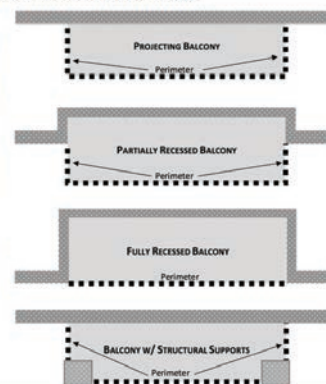 PROJECTING BALCONY
Perimeter
PARTIALLY RECESSED BALCONY
Perimeter
FULLY RECESSED BALCONY
Perimeter
BALCONY W/ STRUCTURAL SUPPORTS
Perimeter